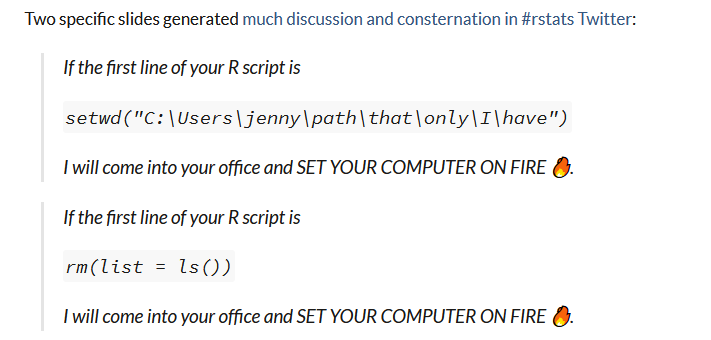 Two specific slides generated much discussion and consternation in #rstats Twitter:
If the first line of your R script is
setwd("C:\Users\jenny\path\that\only\I\have")
I will come into your office and SET YOUR COMPUTER ON FIRE 🔥.
If the first line of your R script is
rm(list = ls())
I will come into your office and SET YOUR COMPUTER ON FIRE 🔥.